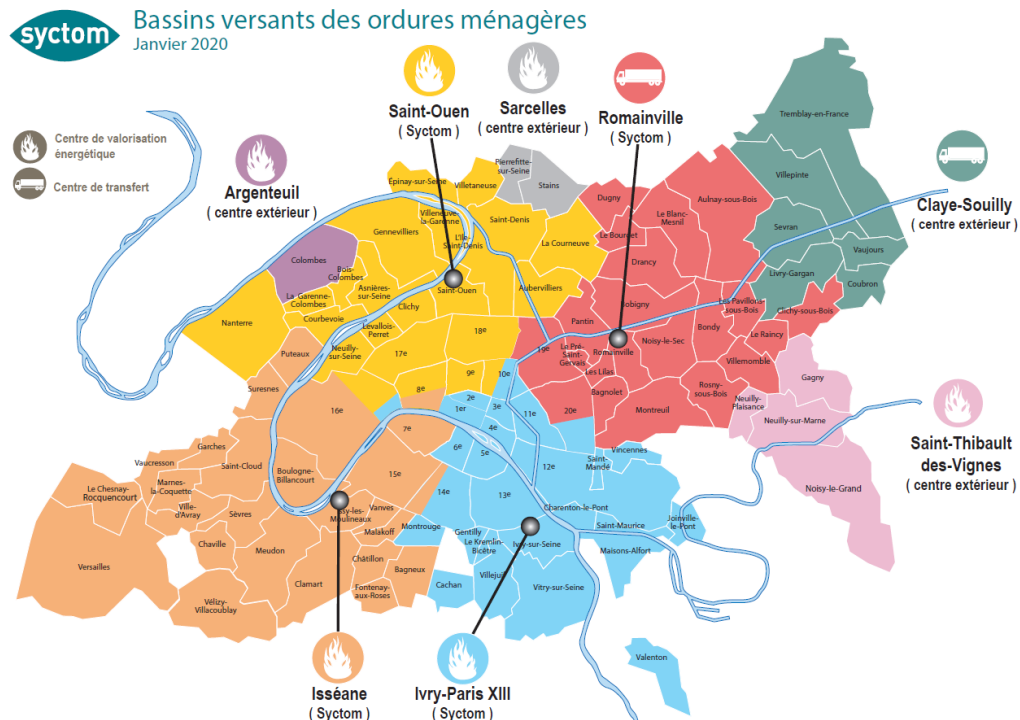 syctom
Bassins versants des ordures ménagères
Janvier 2020
Centre de valorisation
énergétique
Centre de transfert
Saint-Ouen
( Syctom )
Sarcelles
( centre extérieur )
Romainville
( Syctom )
Argenteuil
( centre extérieur )
Claye-Souilly
( centre extérieur )
Saint-Thibault
des-Vignes
( centre extérieur )
Isséane
( Syctom )
Ivry-Paris XIII
( Syctom )
Tremblay-en-France
Villepinte
Sevran
Vaujours
Livry-Gargan
Coubron
Pierrefitte-
sur-Seine
Stains
Épinay-sur-Seine
Villetaneuse
Villeneuve-
la-Garenne
Saint-Denis
L'Ile-
Saint-Denis
Gennevilliers
La Courneuve
Aubervilliers
Colombes
Bois-
Colombes
La Garenne-
Colombes
Asnières-
sur-Seine
Saint-Ouen
Clichy
Courbevoie
Levallois-
Perret
Nanterre
Neuilly-
sur-Seine
17e
18e
8e
9e
Dugny
Le Bourget
Le Blanc-
Mesnil
Aulnay-sous-Bois
Drancy
Bobigny
Pantin
19e
Le Pré-
Saint-
Gervais
Romainville
Les Lilas
Noisy-le-Sec
Bondy
Les Pavillons-
sous-Bois
Clichy-sous-Bois
Le Raincy
Villemomble
Rosny-
sous-Bois
Bagnolet
Montreuil
20e
Gagny
Neuilly-
Plaisance
Neuilly-sur-Marne
Noisy-le-Grand
Puteaux
Suresnes
16e
7e
15e
Garches
Vaucresson
Saint-Cloud
Marnes-
la-Coquette
Le Chesnay-
Rocquencourt
Ville-
d'Avray
Sèvres
Boulogne-
Billancourt
Issy-les-
Moulineaux
Vanves
Malakoff
Chaville
Meudon
Châtillon
Clamart
Bagneux
Fontenay-
aux-Roses
Versailles
Vélizy-
Villacoublay
10e
2e
1er
3e
4e
11e
6e
5e
12e
13e
14e
Saint-
Mandé
Vincennes
Charenton-le-Pont
Saint-Maurice
Joinville-
le-Pont
Maisons-Alfort
Montrouge
Gentilly
Le Kremlin-
Bicêtre
Ivry-sur-Seine
Cachan
Villejuif
Vitry-sur-Seine
Valenton